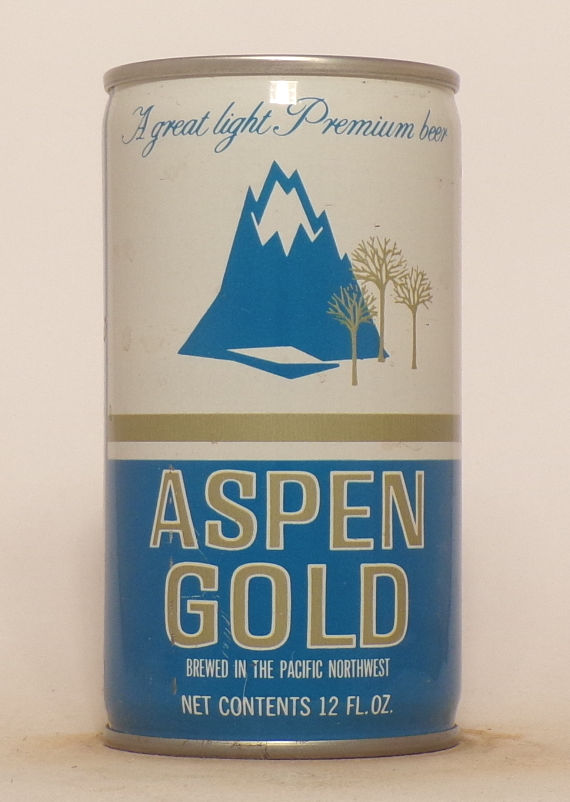 A great light Premium beer
ASPEN
GOLD
BREWED IN THE PACIFIC NORTHWEST
NET CONTENTS 12 FL. OZ.